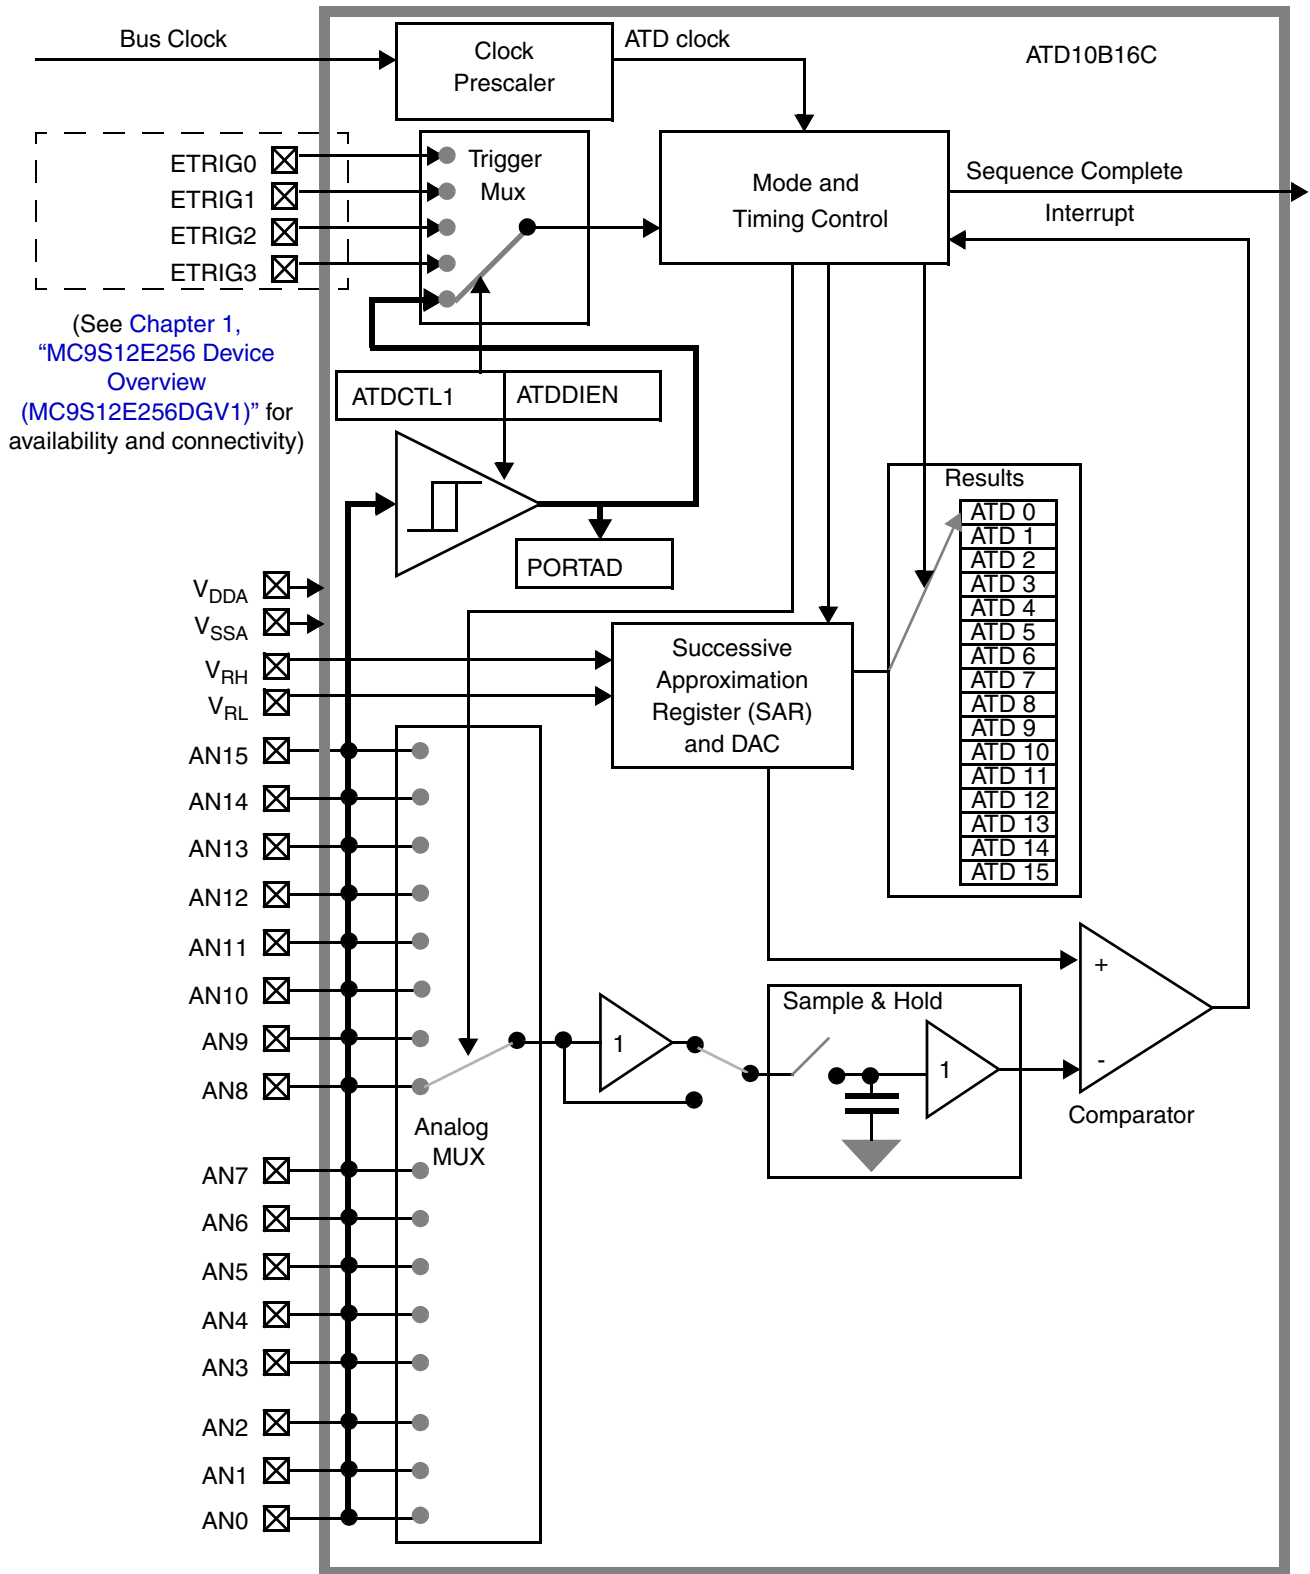 Bus Clock
Clock
Prescaler
ATD clock
ATD10B16C
ETRIG0
ETRIG1
ETRIG2
ETRIG3
Trigger
Mux
Mode and
Timing Control
Sequence Complete
Interrupt
(See Chapter 1,
“MC9S12E256 Device
Overview
(MC9S12E256DGV1)” for
availability and connectivity)
ATDCTL1
ATDDIEN
PORTAD
Results
ATD 0
ATD 1
ATD 2
ATD 3
ATD 4
ATD 5
ATD 6
ATD 7
ATD 8
ATD 9
ATD 10
ATD 11
ATD 12
ATD 13
ATD 14
ATD 15
VDDA
VSSA
VRH
VRL
Successive
Approximation
Register (SAR)
and DAC
AN15
AN14
AN13
AN12
AN11
AN10
AN9
AN8
AN7
AN6
AN5
AN4
AN3
AN2
AN1
AN0
Analog
MUX
1
Sample & Hold
1
+
-
Comparator